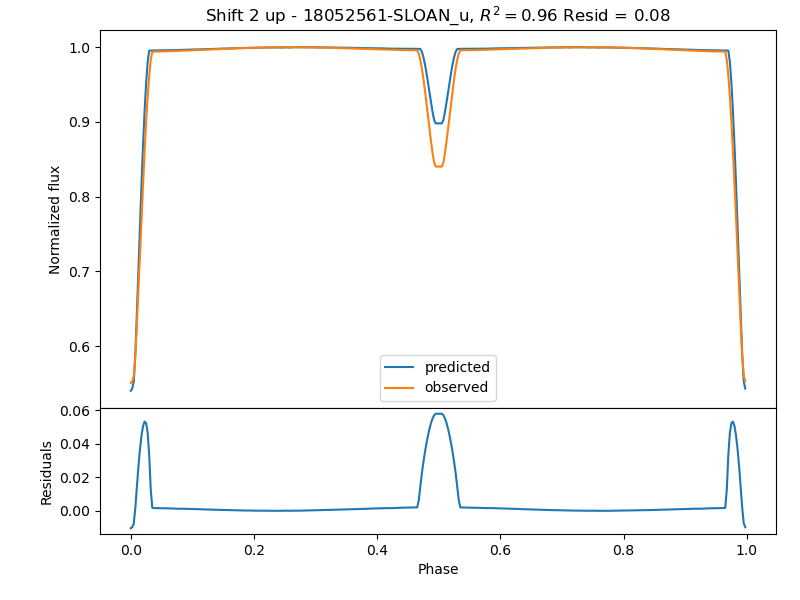 Shift 2 up - 18052561-SLOAN_u, R² = 0.96 Resid = 0.08
1.0
0.9
0.8
0.7
0.6
Normalized flux
predicted
observed
0.06
0.04
0.02
0.00
Residuals
0.0 0.2 0.4 0.6 0.8 1.0
Phase